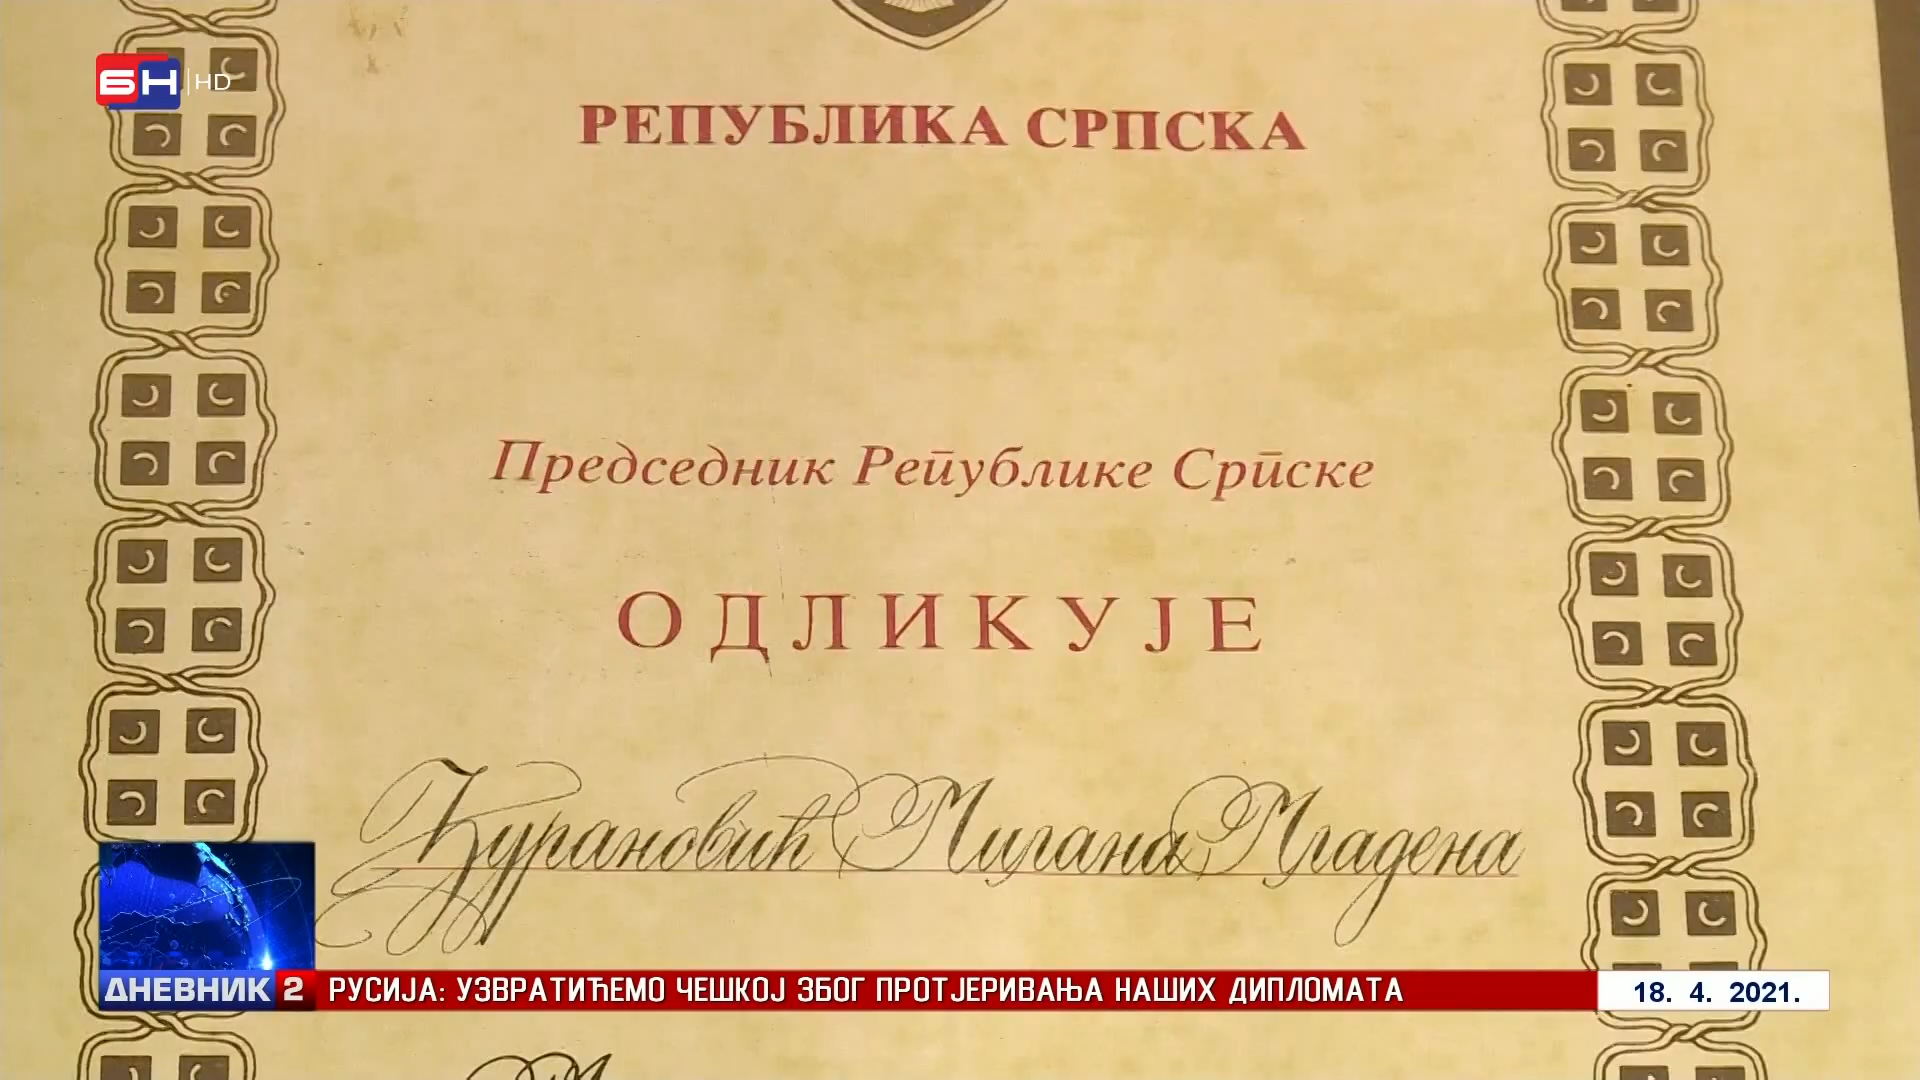 БН HD
РЕПУБЛИКА СРПСКА
Председник Републике Српске
ОДЛИКУЈЕ
Ђурановић Милана Младена
ДНЕВНИК 2 РУСИЈА: УЗВРАТИЋЕМО ЧЕШКОЈ ЗБОГ ПРОТЈЕРИВАЊА НАШИХ ДИПЛОМАТА 18. 4. 2021.